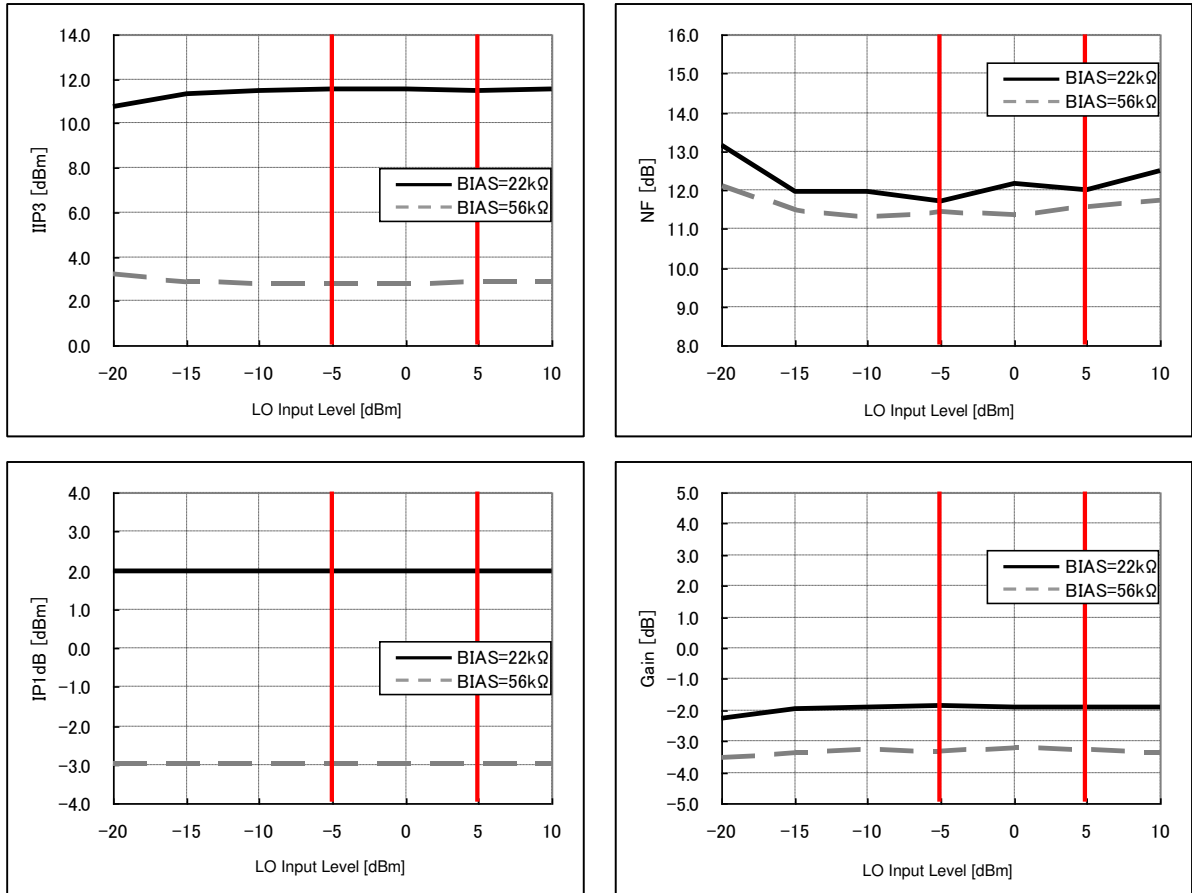 14.0
12.0
10.0
8.0
6.0
4.0
2.0
0.0
IIP3 [dBm]
BIAS=22kΩ
BIAS=56kΩ
−20 −15 −10 −5 0 5 10
LO Input Level [dBm]
16.0
15.0
14.0
13.0
12.0
11.0
10.0
9.0
8.0
NF [dB]
BIAS=22kΩ
BIAS=56kΩ
−20 −15 −10 −5 0 5 10
LO Input Level [dBm]
4.0
3.0
2.0
1.0
0.0
−1.0
−2.0
−3.0
−4.0
IP1dB [dBm]
BIAS=22kΩ
BIAS=56kΩ
−20 −15 −10 −5 0 5 10
LO Input Level [dBm]
5.0
4.0
3.0
2.0
1.0
0.0
−1.0
−2.0
−3.0
−4.0
−5.0
Gain [dB]
BIAS=22kΩ
BIAS=56kΩ
−20 −15 −10 −5 0 5 10
LO Input Level [dBm]